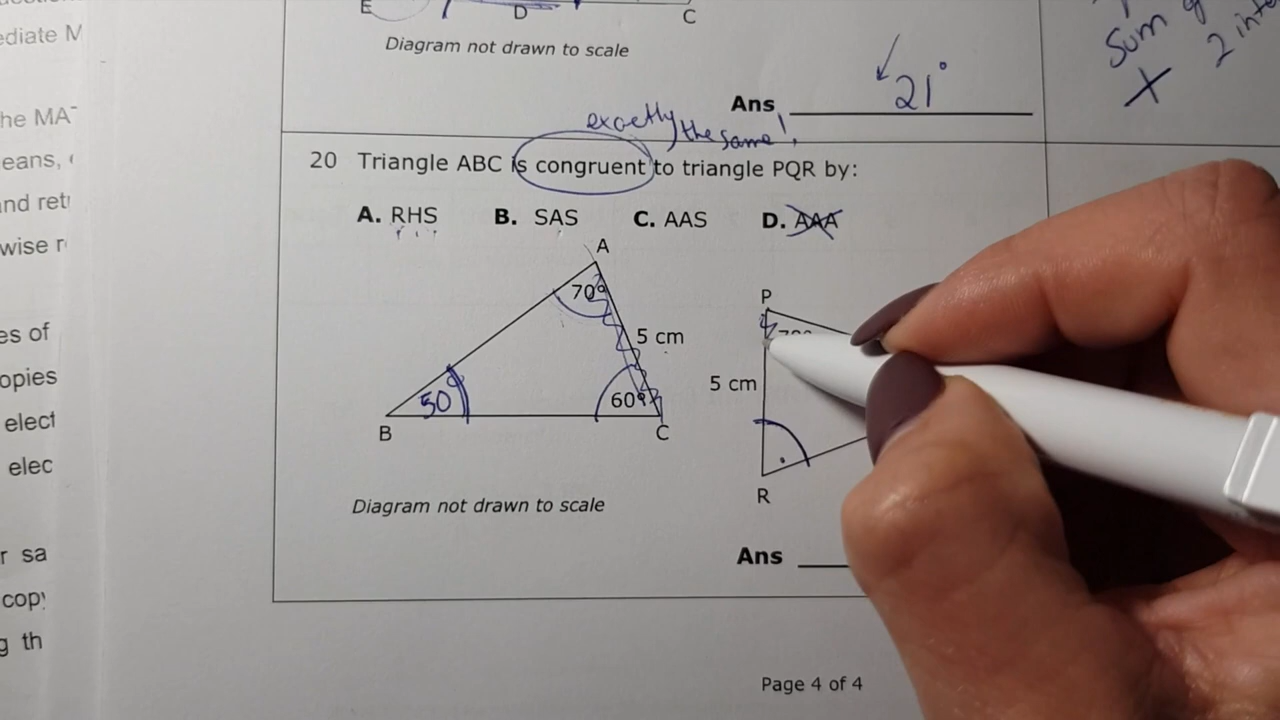 ediate M
he MA
eans,
nd ret
wise r
es of
opies
elect
elec
r sa
copy
g th
E
D
C
Diagram not drawn to scale
21°
Ans
Sum
2 inte
exactly the same!
20 Triangle ABC is congruent to triangle PQR by:
A. RHS B. SAS C. AAS D. AAA
A
70°
5 cm
50°
60°
B
C
P
70°
5 cm
R
Diagram not drawn to scale
Ans
Page 4 of 4